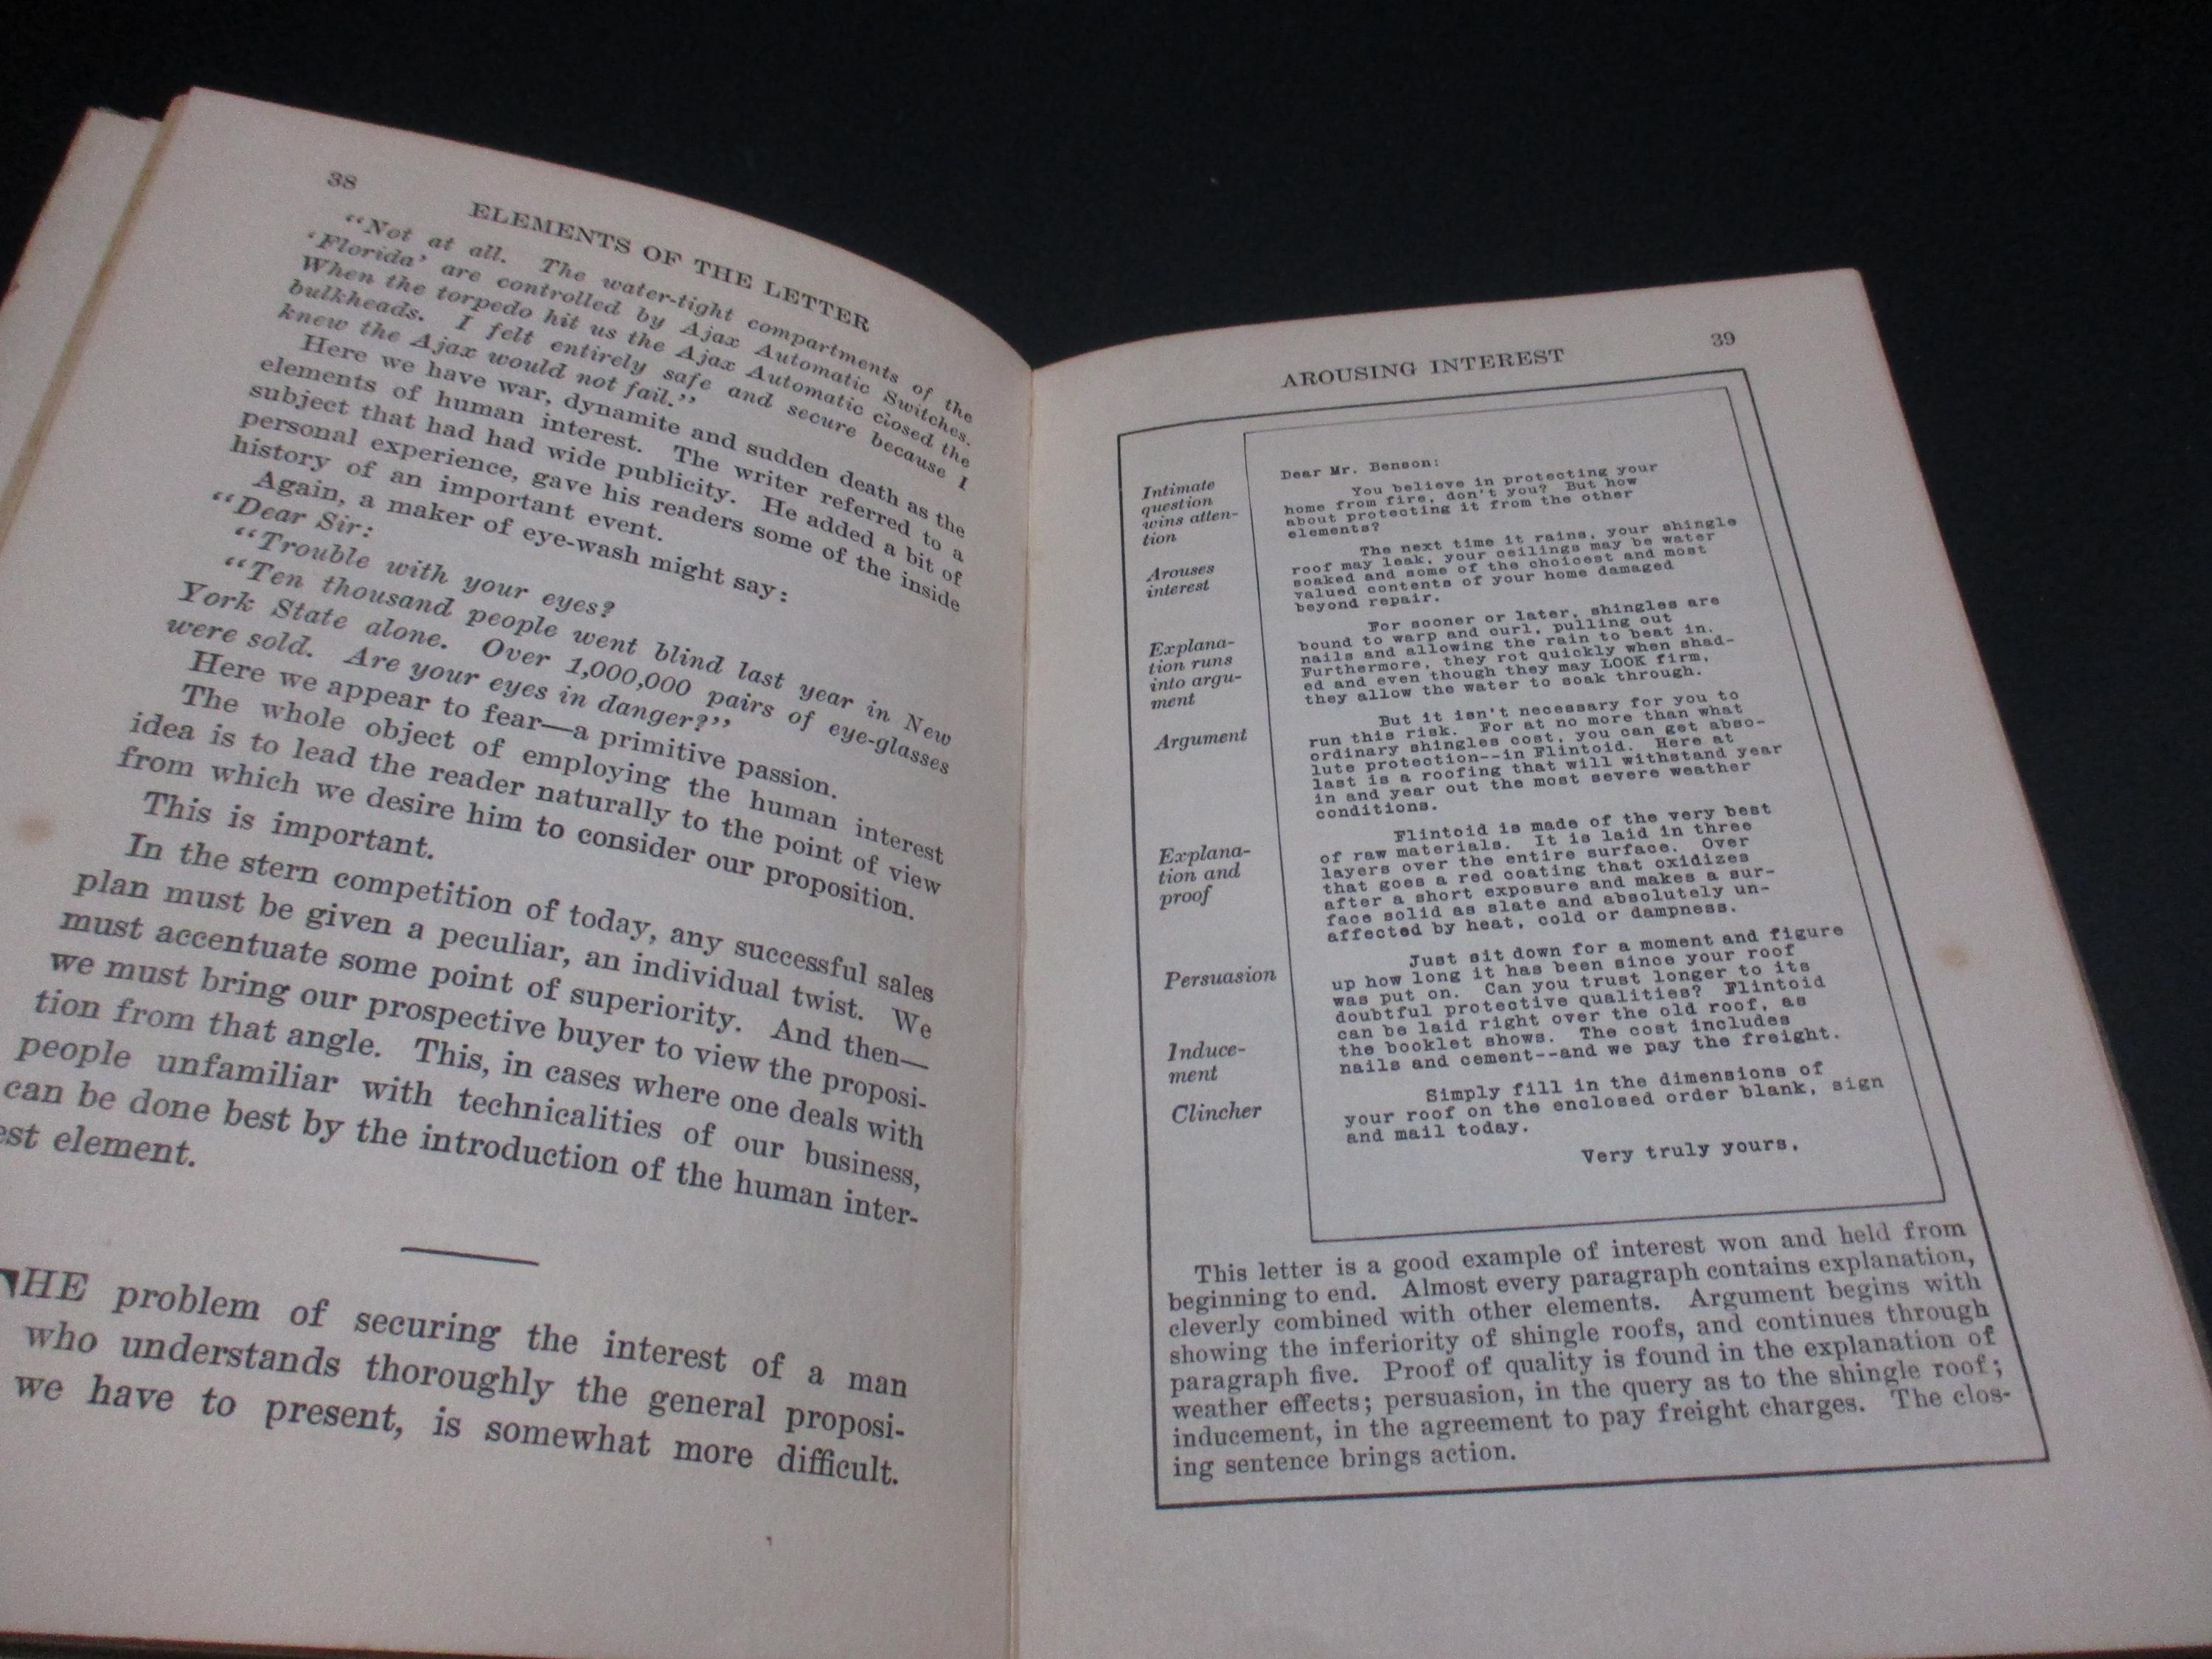 38
ELEMENTS OF THE LETTER
“Not at all. The water-tight compartments of the
‘Florida’ are controlled by Ajax Automatic Switches.
When the torpedo hit us the Ajax Automatic closed the
bulkheads. I felt entirely safe and secure because I
knew the Ajax would not fail.”
Here we have war, dynamite and sudden death as the
elements of human interest. The writer referred to a
subject that had had wide publicity. He added a bit of
personal experience, gave his readers some of the inside
history of an important event.
Again, a maker of eye-wash might say:
“Dear Sir:
“Trouble with your eyes?
“Ten thousand people went blind last year in New
York State alone. Over 1,000,000 pairs of eye-glasses
were sold. Are your eyes in danger?”
Here we appear to fear—a primitive passion.
The whole object of employing the human interest
idea is to lead the reader naturally to the point of view
from which we desire him to consider our proposition.
This is important.
In the stern competition of today, any successful sales
plan must be given a peculiar, an individual twist. We
must accentuate some point of superiority. And then—
we must bring our prospective buyer to view the proposi-
tion from that angle. This, in cases where one deals with
people unfamiliar with technicalities of our business,
can be done best by the introduction of the human inter-
est element.
THE problem of securing the interest of a man
who understands thoroughly the general proposi-
we have to present, is somewhat more difficult.
AROUSING INTEREST
39
Intimate
question
wins atten-
tion
Arouses
interest
Explana-
tion runs
into argu-
ment
Argument
Explana-
tion and
proof
Persuasion
Induce-
ment
Clincher
Dear Mr. Benson:
You believe in protecting your
home from fire, don't you? But how
about protecting it from the other
elements?
The next time it rains, your shingle
roof may leak, your ceilings may be water
soaked and some of the choicest and most
valued contents of your home damaged
beyond repair.
For sooner or later, shingles are
bound to warp and curl, pulling out
nails and allowing the rain to beat in.
Furthermore, they rot quickly when shad-
ed and even though they may LOOK firm,
they allow the water to soak through.
But it isn't necessary for you to
run this risk. For at no more than what
ordinary shingles cost, you can get abso-
lute protection--in Flintoid. Here at
last is a roofing that will withstand year
in and year out the most severe weather
conditions.
Flintoid is made of the very best
of raw materials. It is laid in three
layers over the entire surface. Over
that goes a red coating that oxidizes
after a short exposure and makes a sur-
face solid as slate and absolutely un-
affected by heat, cold or dampness.
Just sit down for a moment and figure
up how long it has been since your roof
was put on. Can you trust longer to its
doubtful protective qualities? Flintoid
can be laid right over the old roof, as
the booklet shows. The cost includes
nails and cement--and we pay the freight.
Simply fill in the dimensions of
your roof on the enclosed order blank, sign
and mail today.
Very truly yours,
This letter is a good example of interest won and held from
beginning to end. Almost every paragraph contains explanation,
cleverly combined with other elements. Argument begins with
showing the inferiority of shingle roofs, and continues through
paragraph five. Proof of quality is found in the explanation of
weather effects; persuasion, in the query as to the shingle roof;
inducement, in the agreement to pay freight charges. The clos-
ing sentence brings action.